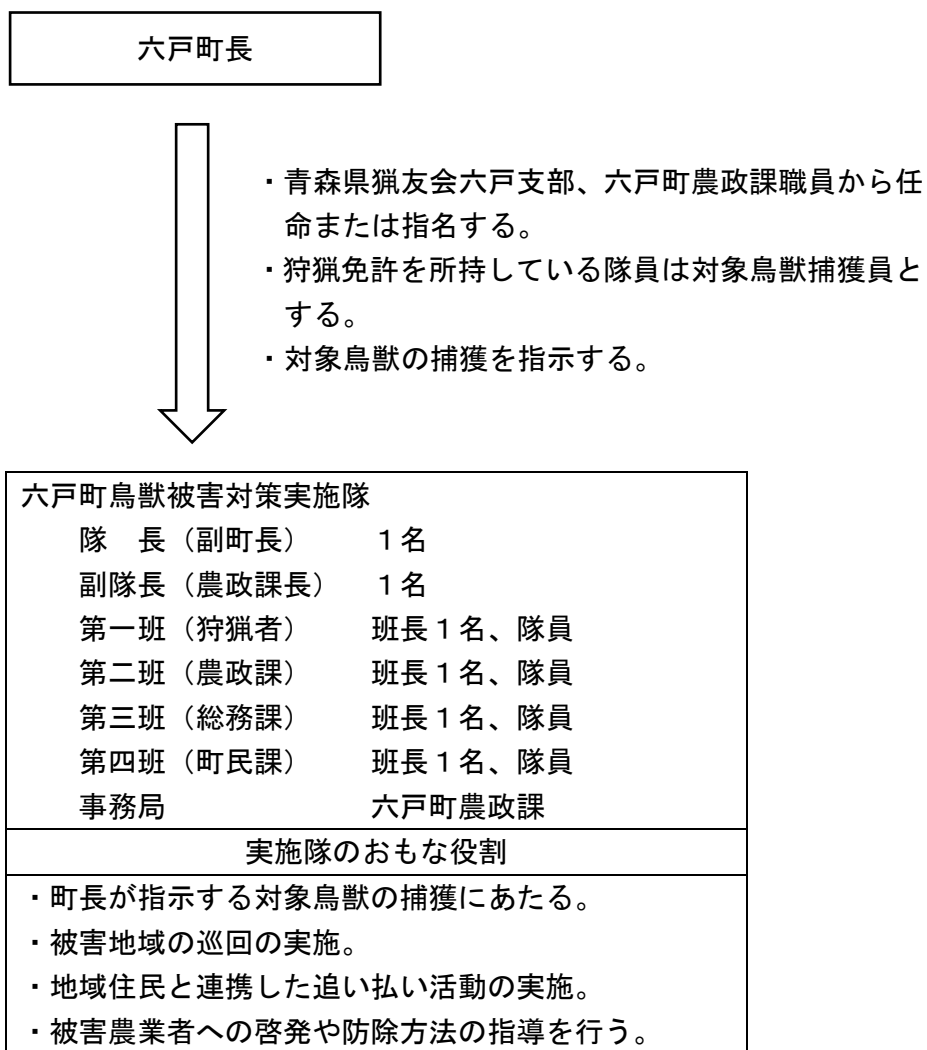 六戸町長
・青森県猟友会六戸支部、六戸町農政課職員から任
命または指名する。
・狩猟免許を所持している隊員は対象鳥獣捕獲員と
する。
・対象鳥獣の捕獲を指示する。
六戸町鳥獣被害対策実施隊
隊　長（副町長）　　１名
副隊長（農政課長）　１名
第一班（狩猟者）　　班長１名、隊員
第二班（農政課）　　班長１名、隊員
第三班（総務課）　　班長１名、隊員
第四班（町民課）　　班長１名、隊員
事務局　　　　　　　六戸町農政課
実施隊のおもな役割
・町長が指示する対象鳥獣の捕獲にあたる。
・被害地域の巡回の実施。
・地域住民と連携した追い払い活動の実施。
・被害農業者への啓発や防除方法の指導を行う。